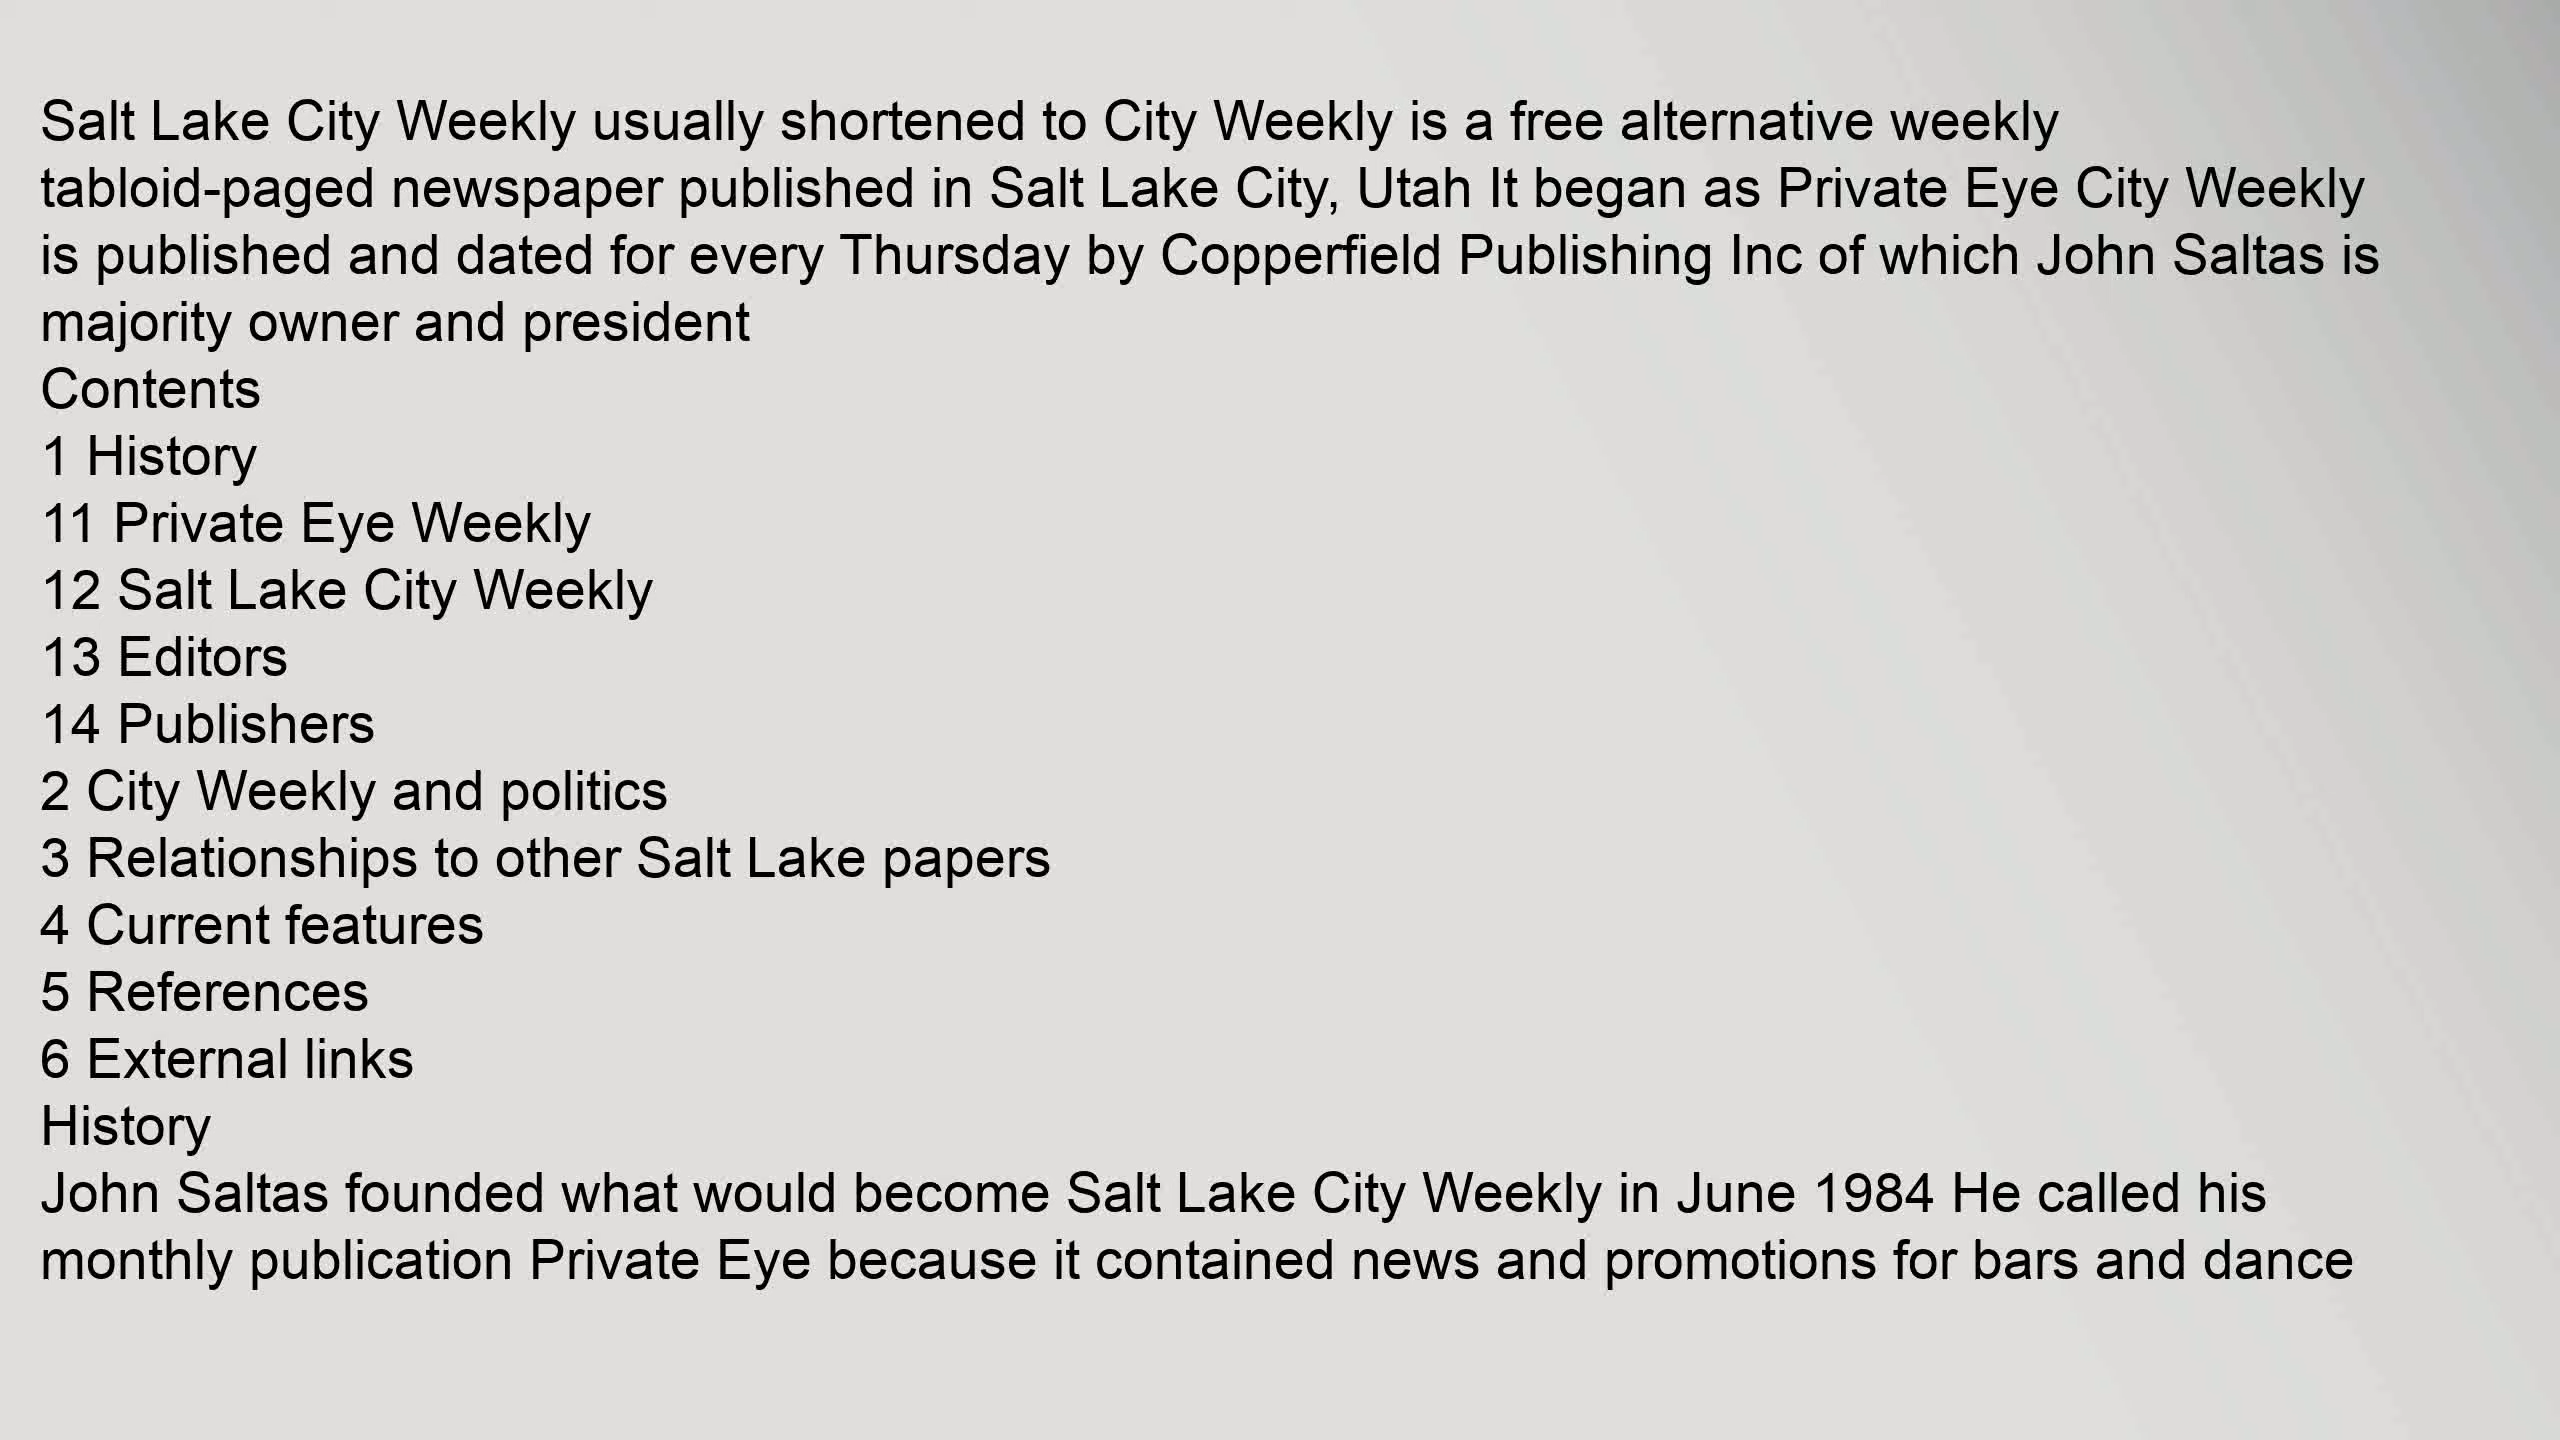 Salt Lake City Weekly usually shortened to City Weekly is a free alternative weekly
tabloid-paged newspaper published in Salt Lake City, Utah It began as Private Eye City Weekly
is published and dated for every Thursday by Copperfield Publishing Inc of which John Saltas is
majority owner and president
Contents
1 History
11 Private Eye Weekly
12 Salt Lake City Weekly
13 Editors
14 Publishers
2 City Weekly and politics
3 Relationships to other Salt Lake papers
4 Current features
5 References
6 External links
History
John Saltas founded what would become Salt Lake City Weekly in June 1984 He called his
monthly publication Private Eye because it contained news and promotions for bars and dance